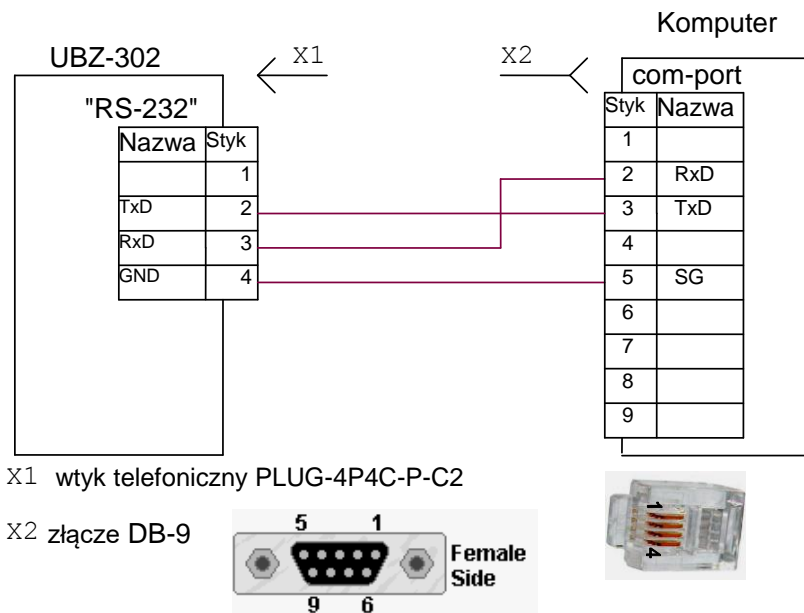 Komputer
UBZ-302
X1
X2
com-port
"RS-232"
Styk Nazwa
Nazwa Styk
1
1
2 RxD
TxD 2
3 TxD
RxD 3
4
GND 4
5 SG
6
7
8
9
X1 wtyk telefoniczny PLUG-4P4C-P-C2
X2 złącze DB-9
5 1
Female
Side
9 6
1
4